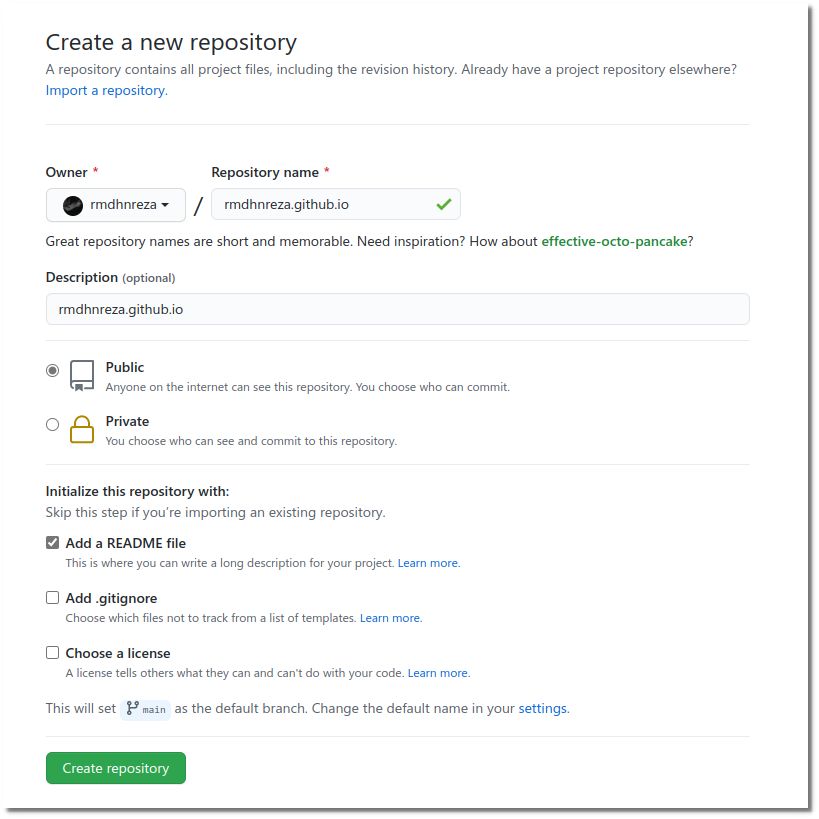 Create a new repository
A repository contains all project files, including the revision history. Already have a project repository elsewhere?
Import a repository.
Owner * Repository name *
rmdhnreza / rmdhnreza.github.io
Great repository names are short and memorable. Need inspiration? How about effective-octo-pancake?
Description (optional)
rmdhnreza.github.io
Public
Anyone on the internet can see this repository. You choose who can commit.
Private
You choose who can see and commit to this repository.
Initialize this repository with:
Skip this step if you’re importing an existing repository.
Add a README file
This is where you can write a long description for your project. Learn more.
Add .gitignore
Choose which files not to track from a list of templates. Learn more.
Choose a license
A license tells others what they can and can't do with your code. Learn more.
This will set main as the default branch. Change the default name in your settings.
Create repository